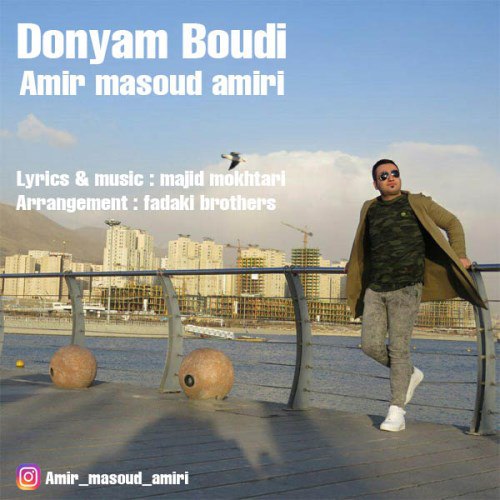 Donyam Boudi
Amir masoud amiri
Lyrics & music : majid mokhtari
Arrangement : fadaki brothers
Amir_masoud_amiri